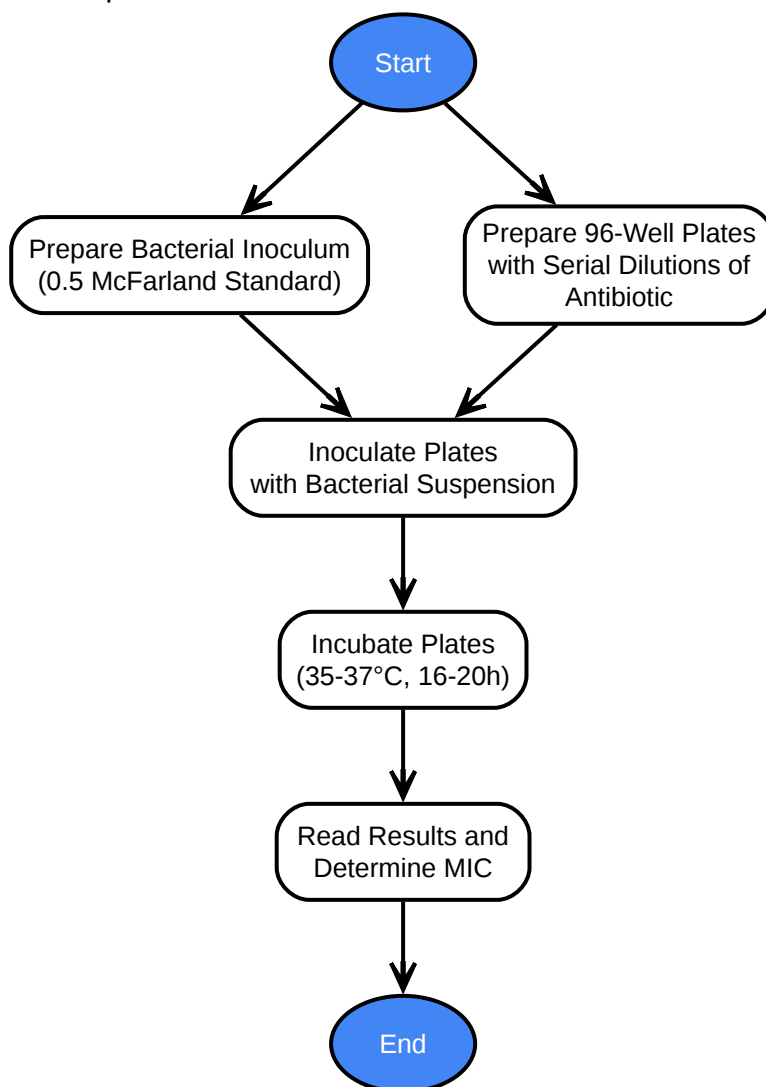 Start
Prepare Bacterial Inoculum
(0.5 McFarland Standard)
Prepare 96-Well Plates
with Serial Dilutions of
Antibiotic
Inoculate Plates
with Bacterial Suspension
Incubate Plates
(35-37°C, 16-20h)
Read Results and
Determine MIC
End